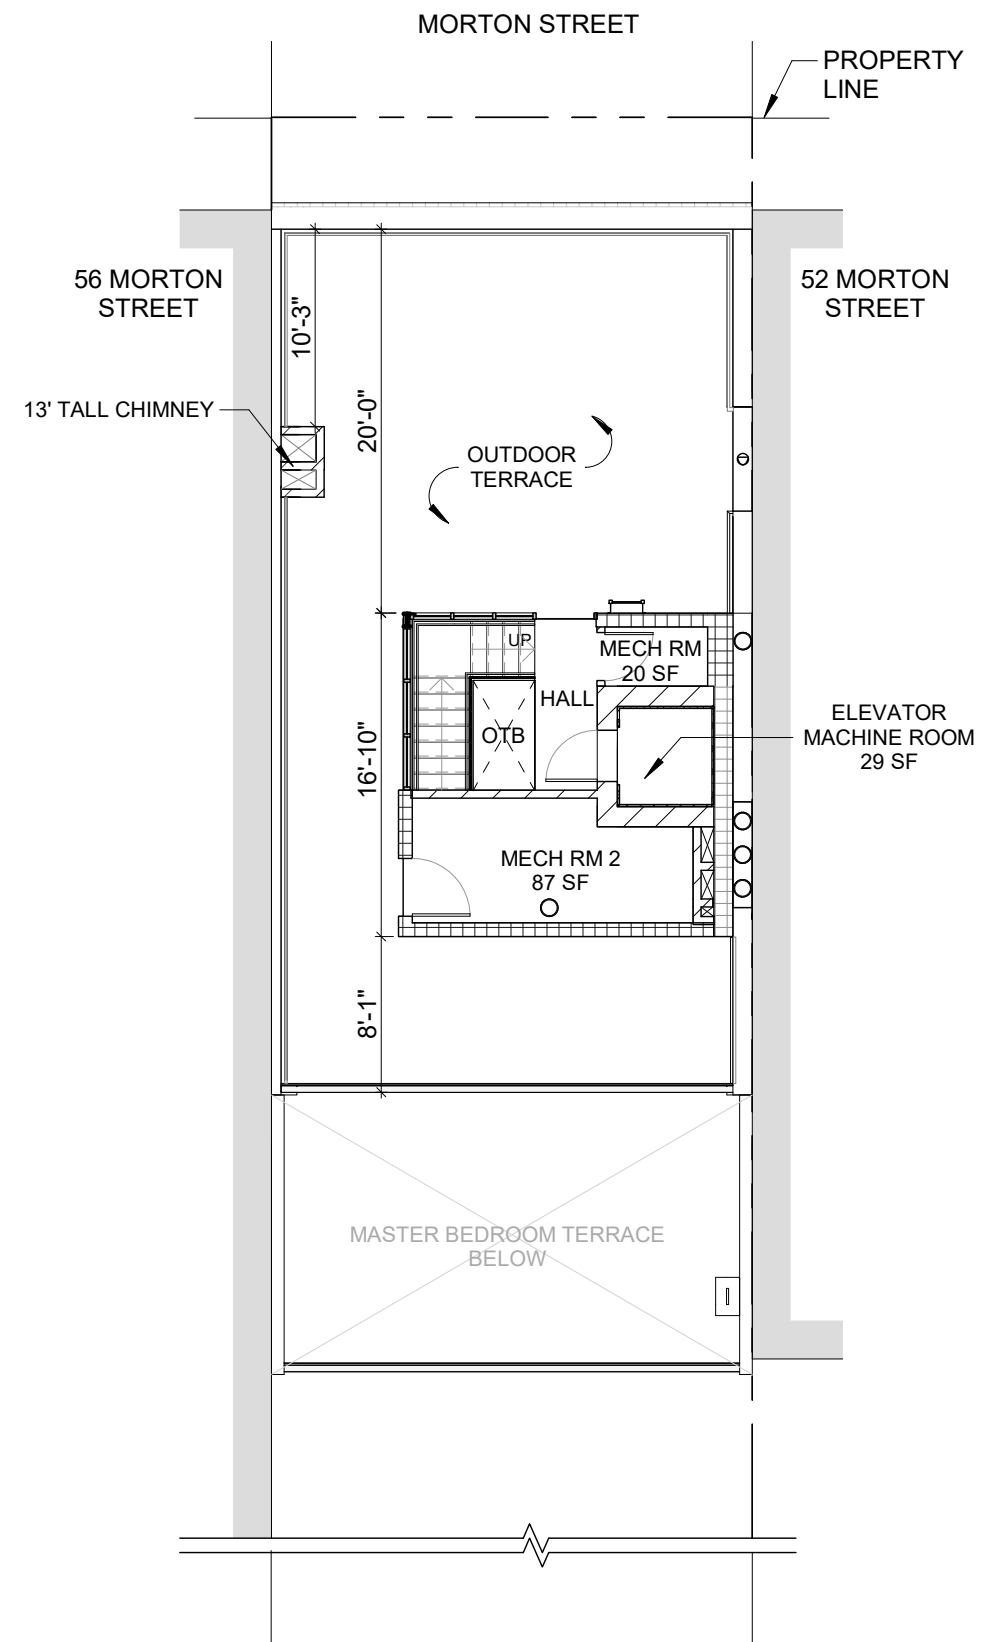 MORTON STREET
PROPERTY
LINE
56 MORTON
STREET
52 MORTON
STREET
10'-3"
20'-0"
13' TALL CHIMNEY
OUTDOOR
TERRACE
UP
MECH RM
20 SF
HALL
OTB
ELEVATOR
MACHINE ROOM
29 SF
16'-10"
MECH RM 2
87 SF
8'-1"
MASTER BEDROOM TERRACE
BELOW